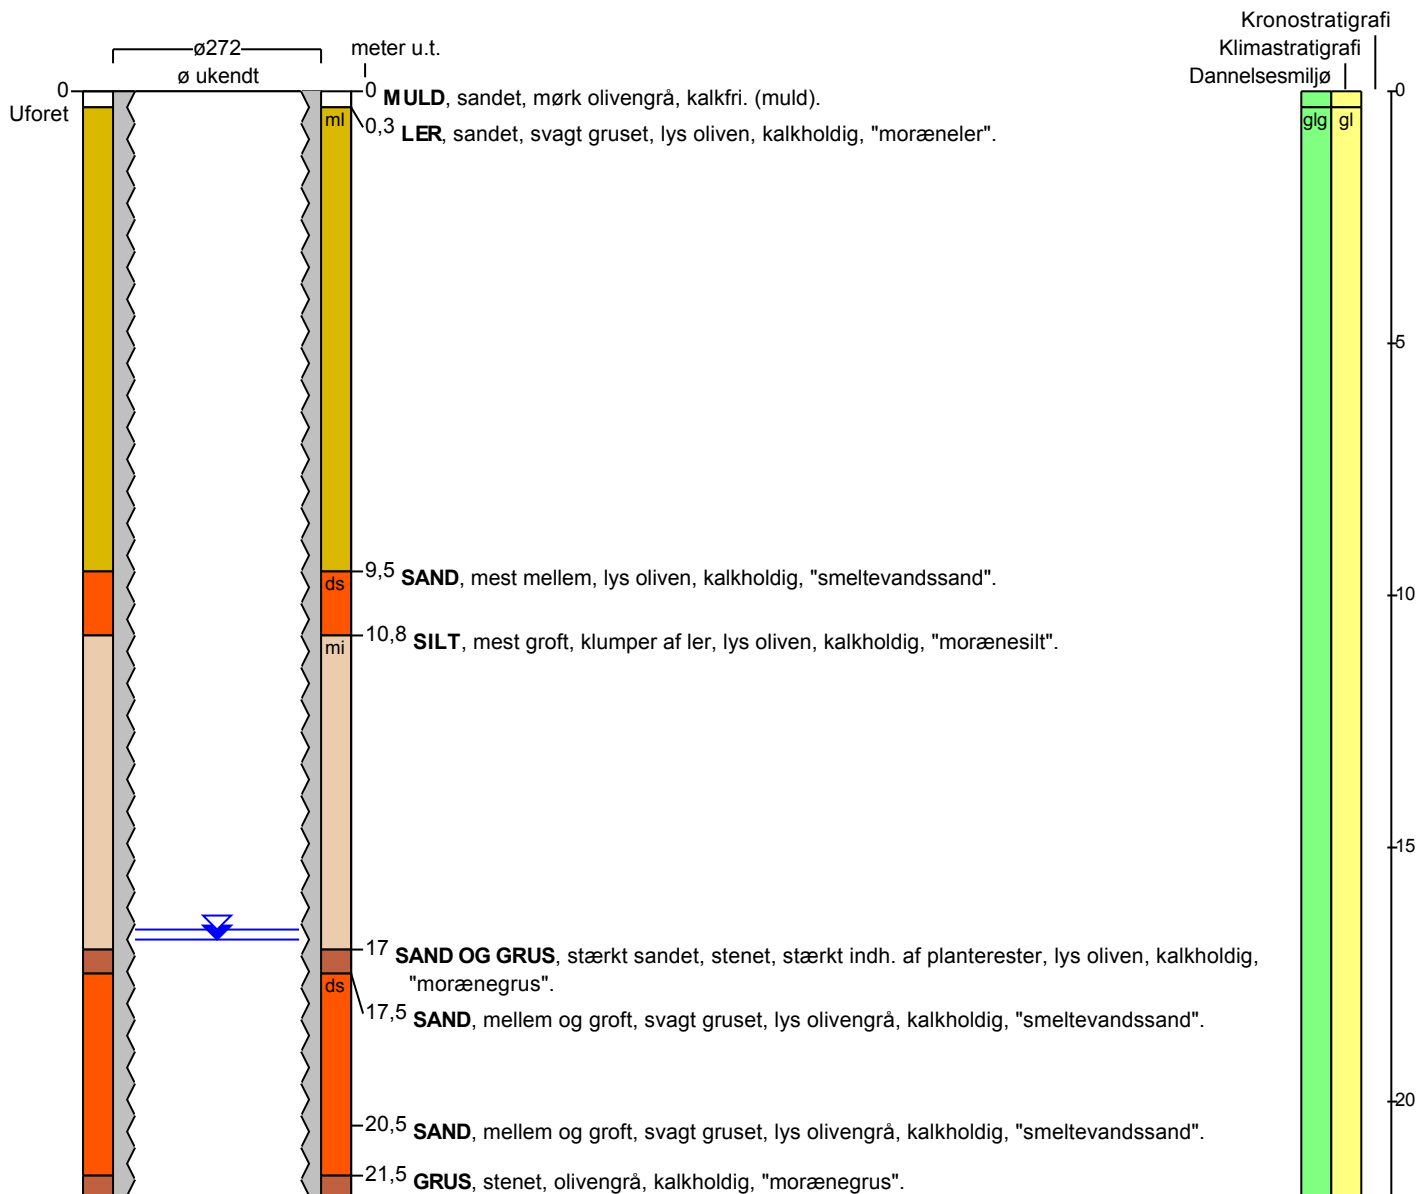 Kronostratigrafi
Klimastratigrafi
Dannelsesmiljø
ø272
meter u.t.
ø ukendt
0
Uforet
0 MULD, sandet, mørk olivengrå, kalkfri. (muld).
ml
0,3 LER, sandet, svagt gruset, lys oliven, kalkholdig, "moræneler".
glg
gl
0
5
9,5 SAND, mest mellem, lys oliven, kalkholdig, "smeltevandssand".
ds
10
10,8 SILT, mest groft, klumper af ler, lys oliven, kalkholdig, "morænesilt".
mi
15
17 SAND OG GRUS, stærkt sandet, stenet, stærkt indh. af planterester, lys oliven, kalkholdig,
"morænegrus".
ds
17,5 SAND, mellem og groft, svagt gruset, lys olivengrå, kalkholdig, "smeltevandssand".
20
20,5 SAND, mellem og groft, svagt gruset, lys olivengrå, kalkholdig, "smeltevandssand".
21,5 GRUS, stenet, olivengrå, kalkholdig, "morænegrus".